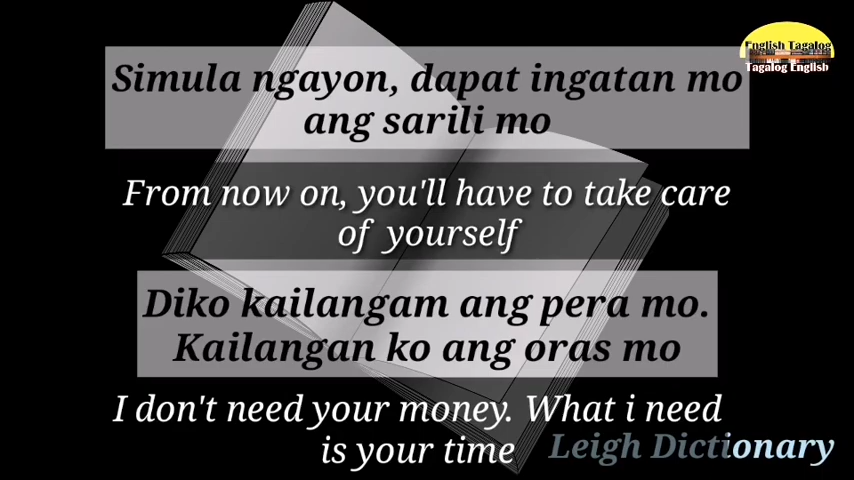 English Tagalog
Tagalog English
Simula ngayon, dapat ingatan mo
ang sarili mo
From now on, you'll have to take care
of yourself
Diko kailangam ang pera mo.
Kailangan ko ang oras mo
I don't need your money. What i need
is your time
Leigh Dictionary